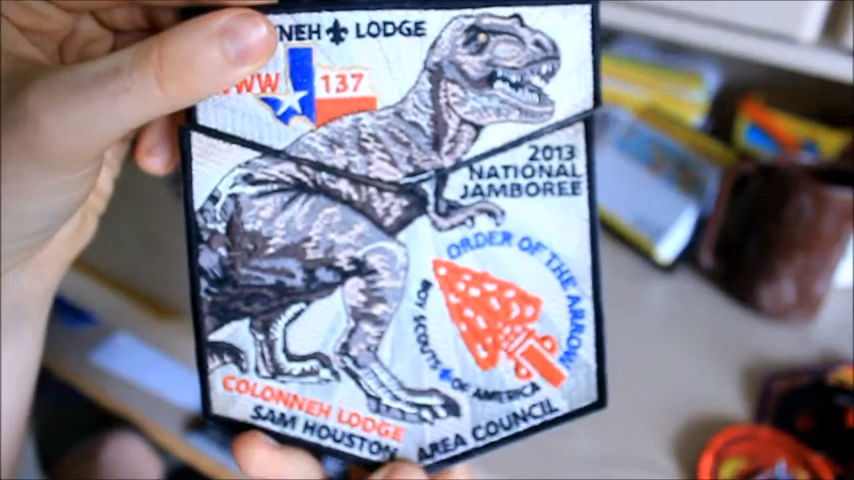 NEH ⚜ LODGE
WWW 137
2013
NATIONAL
JAMBOREE
ORDER OF THE ARROW
BOY SCOUTS ⚜ OF AMERICA
COLONNEH LODGE
SAM HOUSTON AREA COUNCIL